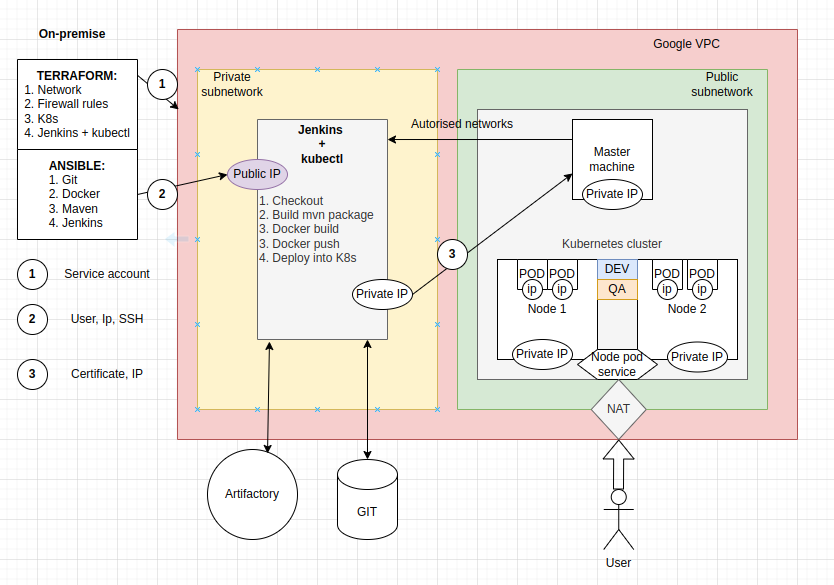 On-premise
Google VPC
TERRAFORM:
1. Network
2. Firewall rules
3. K8s
4. Jenkins + kubectl
1
ANSIBLE:
1. Git
2. Docker
3. Maven
4. Jenkins
2
1
Service account
2
User, Ip, SSH
3
Certificate, IP
Private
subnetwork
Jenkins
+
kubectl
Public IP
1. Checkout
2. Build mvn package
3. Docker build
3. Docker push
4. Deploy into K8s
Private IP
3
Autorised networks
Public
subnetwork
Master
machine
Private IP
Kubernetes cluster
POD
ip
POD
ip
Node 1
Private IP
DEV
QA
POD
ip
POD
ip
Node 2
Private IP
Node pod
service
NAT
User
Artifactory
GIT